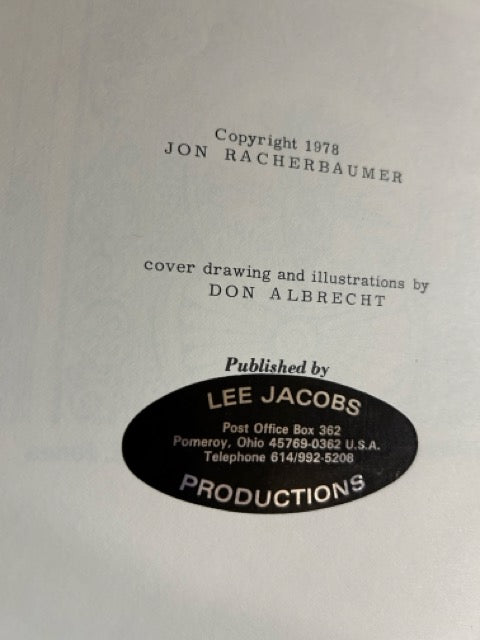 Copyright 1978
JON RACHERBAUMER
cover drawing and illustrations by
DON ALBRECHT
Published by
LEE JACOBS
Post Office Box 362
Pomeroy, Ohio 45769-0362 U.S.A.
Telephone 614/992-5208
PRODUCTIONS